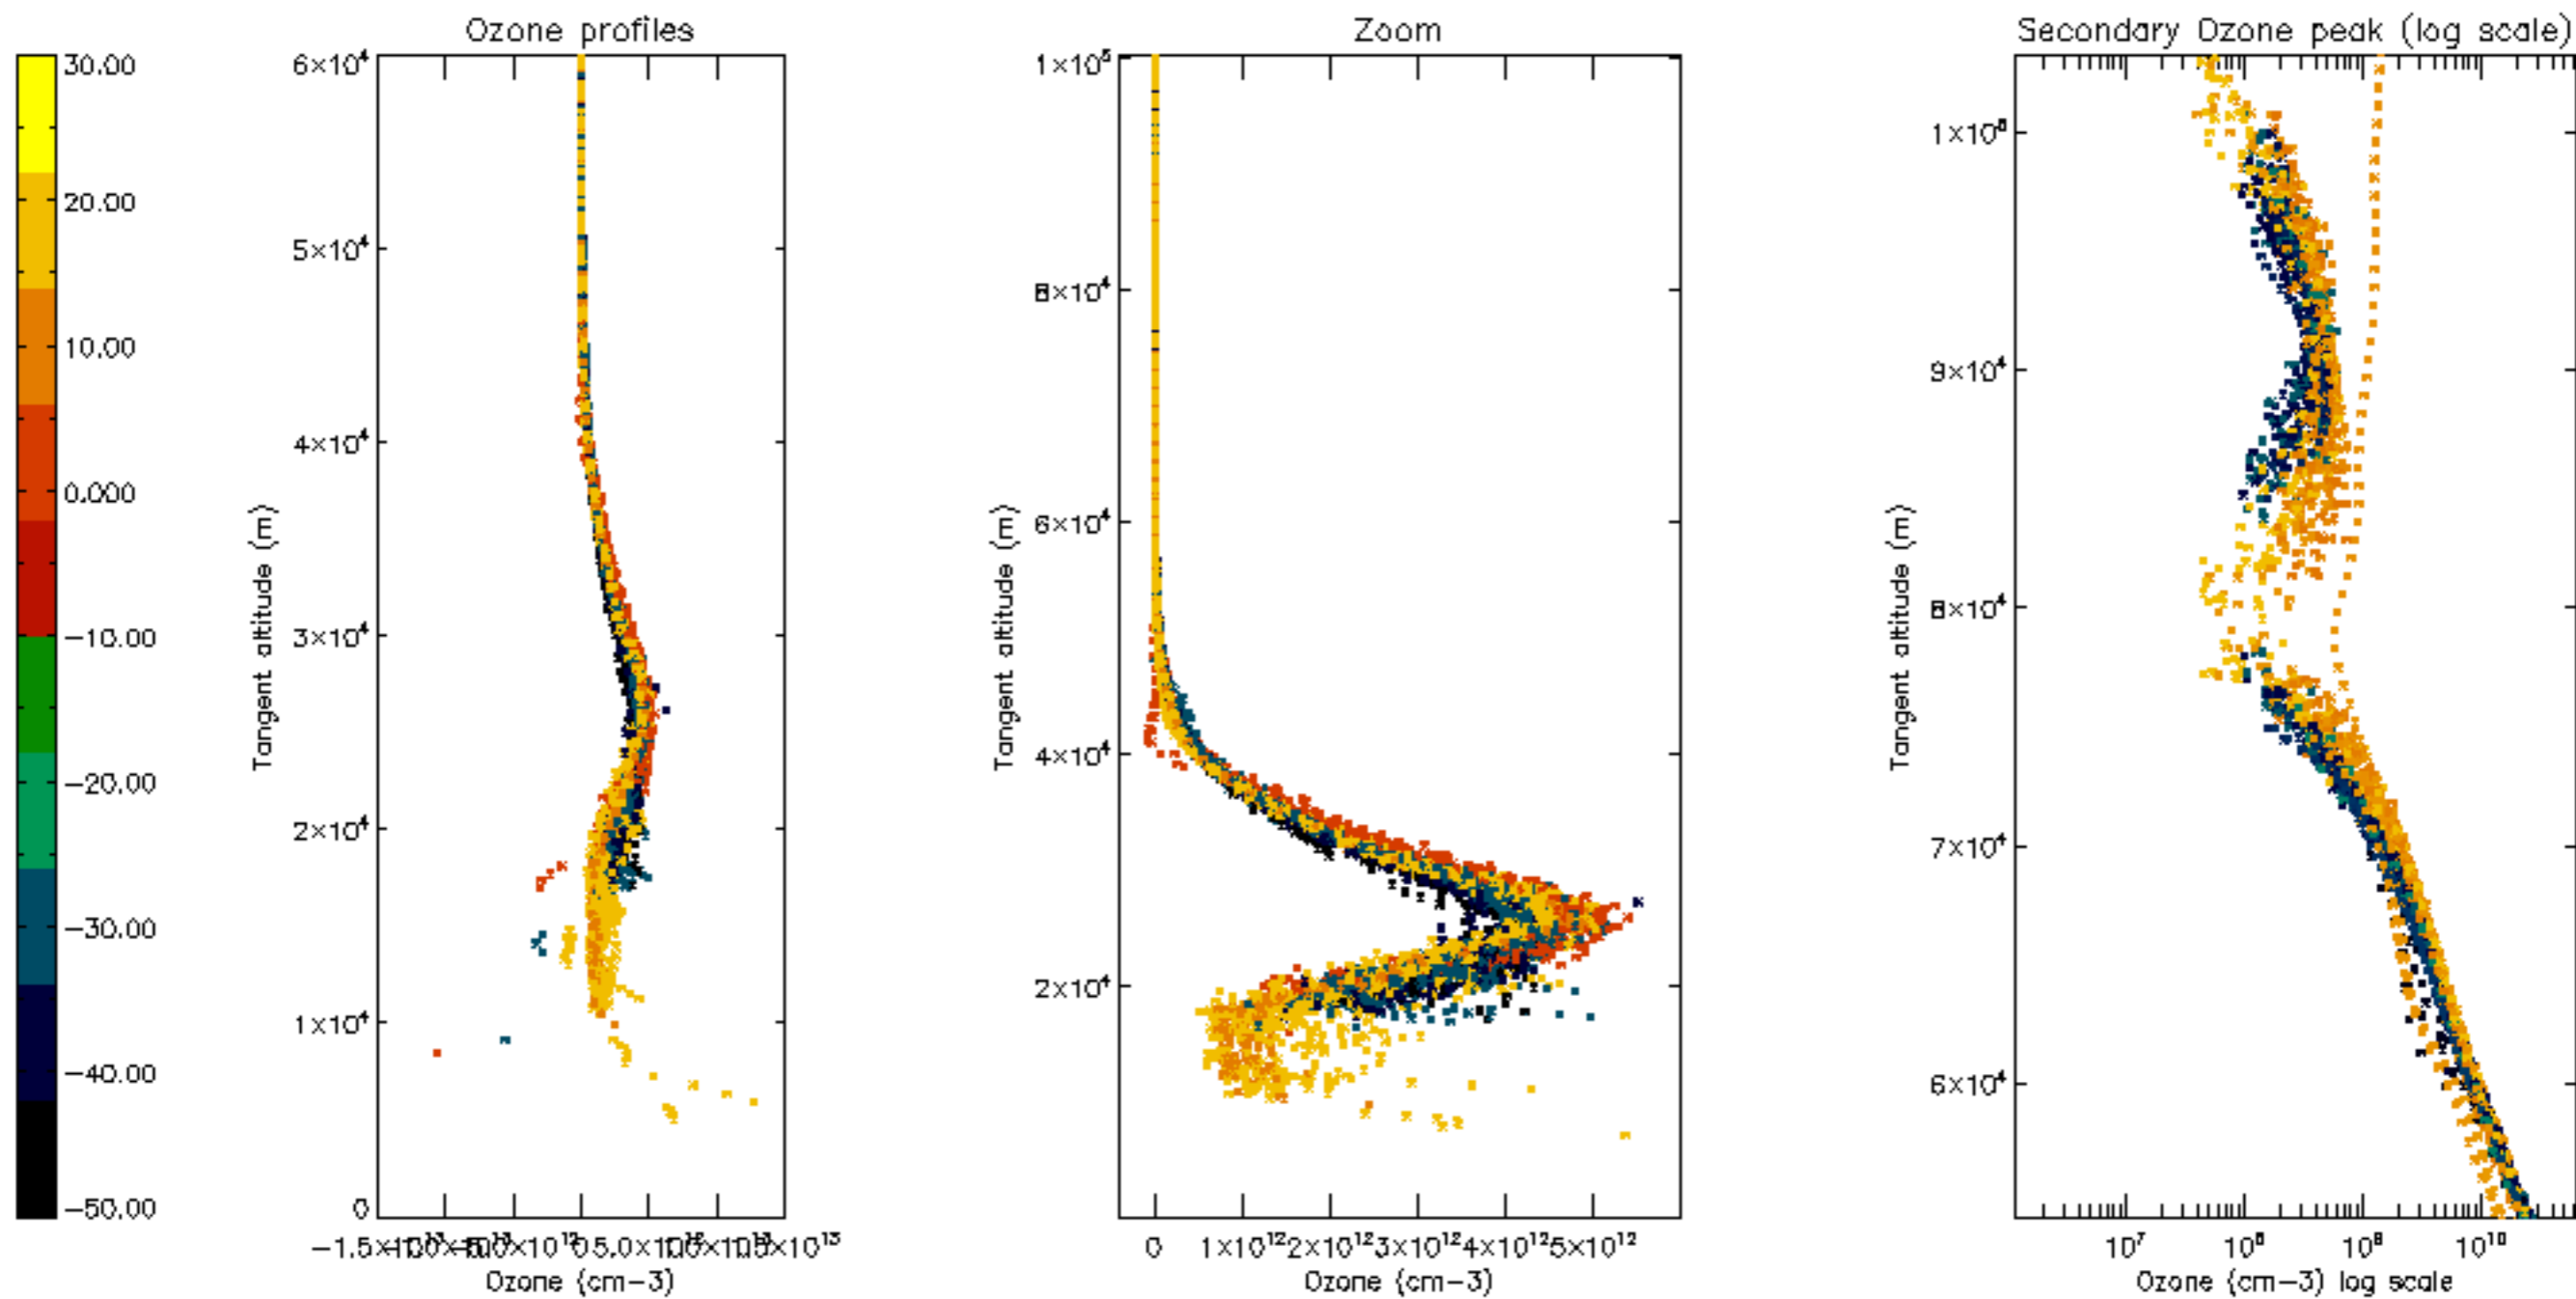 Ozone profiles
Zoom
Secondary Ozone peak (log scale)
30.00
20.00
10.00
0.000
−10.00
−20.00
−30.00
−40.00
−50.00
Tangent altitude (m)
6×10⁴
5×10⁴
4×10⁴
3×10⁴
2×10⁴
1×10⁴
0
Ozone (cm−3)
Tangent altitude (m)
1×10⁵
8×10⁴
6×10⁴
4×10⁴
2×10⁴
0 1×10¹² 2×10¹² 3×10¹² 4×10¹² 5×10¹²
Ozone (cm−3)
Tangent altitude (m)
1×10⁵
9×10⁴
8×10⁴
7×10⁴
6×10⁴
10⁷ 10⁸ 10⁹ 10¹⁰
Ozone (cm−3) log scale